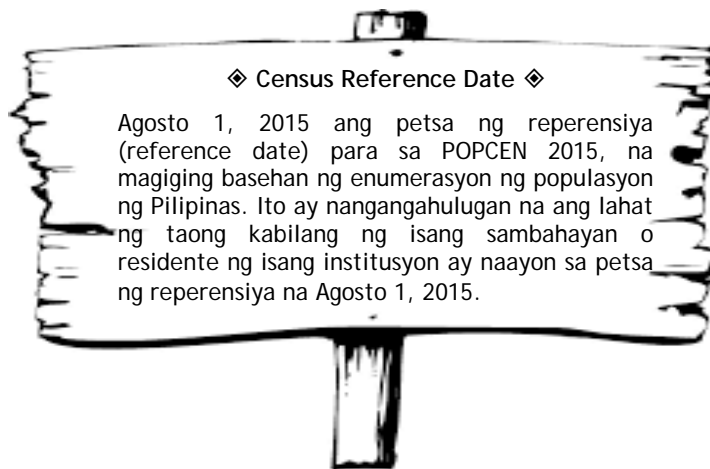 ◈ Census Reference Date ◈
Agosto 1, 2015 ang petsa ng reperensiya
(reference date) para sa POPCEN 2015, na
magiging basehan ng enumerasyon ng populasyon
ng Pilipinas. Ito ay nangangahulugan na ang lahat
ng taong kabilang ng isang sambahayan o
residente ng isang institusyon ay naayon sa petsa
ng reperensiya na Agosto 1, 2015.